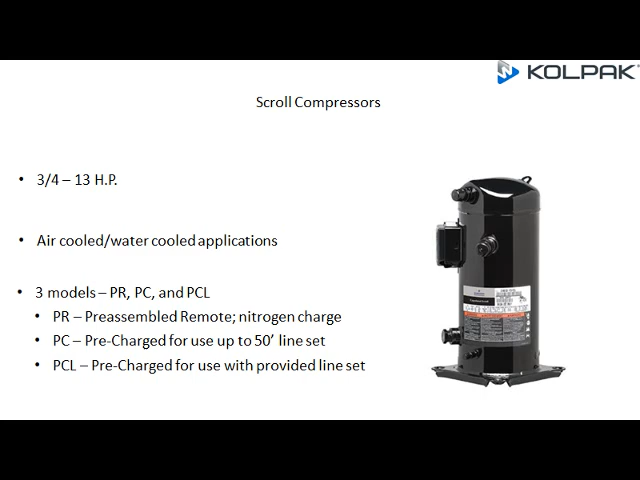 KOLPAK
Scroll Compressors
• 3/4 – 13 H.P.
• Air cooled/water cooled applications
• 3 models – PR, PC, and PCL
• PR – Preassembled Remote; nitrogen charge
• PC – Pre-Charged for use up to 50’ line set
• PCL – Pre-Charged for use with provided line set